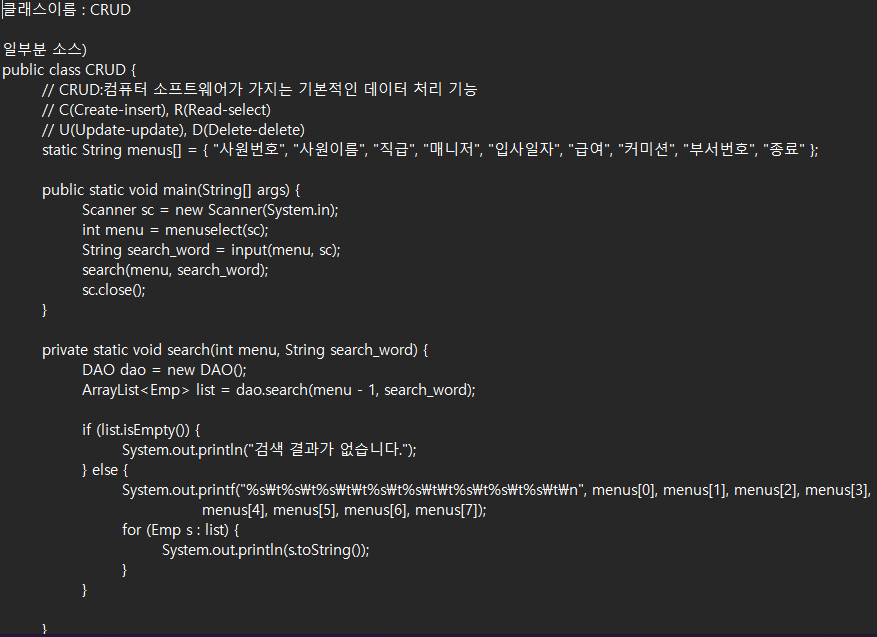 클래스이름 : CRUD
일부분 소스)
public class CRUD {
// CRUD:컴퓨터 소프트웨어가 가지는 기본적인 데이터 처리 기능
// C(Create-insert), R(Read-select)
// U(Update-update), D(Delete-delete)
static String menus[] = { "사원번호", "사원이름", "직급", "매니저", "입사일자", "급여", "커미션", "부서번호", "종료" };
public static void main(String[] args) {
Scanner sc = new Scanner(System.in);
int menu = menuselect(sc);
String search_word = input(menu, sc);
search(menu, search_word);
sc.close();
}
private static void search(int menu, String search_word) {
DAO dao = new DAO();
ArrayList<Emp> list = dao.search(menu - 1, search_word);
if (list.isEmpty()) {
System.out.println("검색 결과가 없습니다.");
} else {
System.out.printf("%s₩t%s₩t%s₩t₩t%s₩t%s₩t₩t%s₩t%s₩t%s₩t₩n", menus[0], menus[1], menus[2], menus[3],
menus[4], menus[5], menus[6], menus[7]);
for (Emp s : list) {
System.out.println(s.toString());
}
}
}